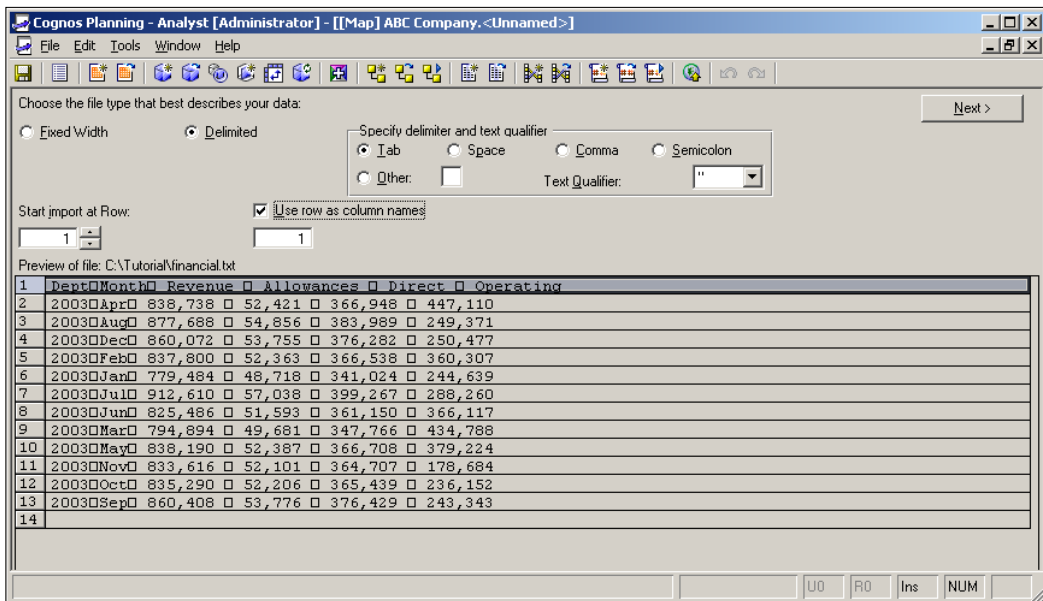 Cognos Planning - Analyst [Administrator] - [[Map] ABC Company.<Unnamed>]
File Edit Tools Window Help
Choose the file type that best describes your data:
Next >
Fixed Width Delimited
Specify delimiter and text qualifier
Tab Space Comma Semicolon
Other: Text Qualifier: "
Start import at Row: Use row as column names
1 1
Preview of file: C:\Tutorial\financial.txt
1 Dept□Month□ Revenue □ Allowances □ Direct □ Operating
2 2003□Apr□ 838,738 □ 52,421 □ 366,948 □ 447,110
3 2003□Aug□ 877,688 □ 54,856 □ 383,989 □ 249,371
4 2003□Dec□ 860,072 □ 53,755 □ 376,282 □ 250,477
5 2003□Feb□ 837,800 □ 52,363 □ 366,538 □ 360,307
6 2003□Jan□ 779,484 □ 48,718 □ 341,024 □ 244,639
7 2003□Jul□ 912,610 □ 57,038 □ 399,267 □ 288,260
8 2003□Jun□ 825,486 □ 51,593 □ 361,150 □ 366,117
9 2003□Mar□ 794,894 □ 49,681 □ 347,766 □ 434,788
10 2003□May□ 838,190 □ 52,387 □ 366,708 □ 379,224
11 2003□Nov□ 833,616 □ 52,101 □ 364,707 □ 178,684
12 2003□Oct□ 835,290 □ 52,206 □ 365,439 □ 236,152
13 2003□Sep□ 860,408 □ 53,776 □ 376,429 □ 243,343
14
U0 R0 Ins NUM